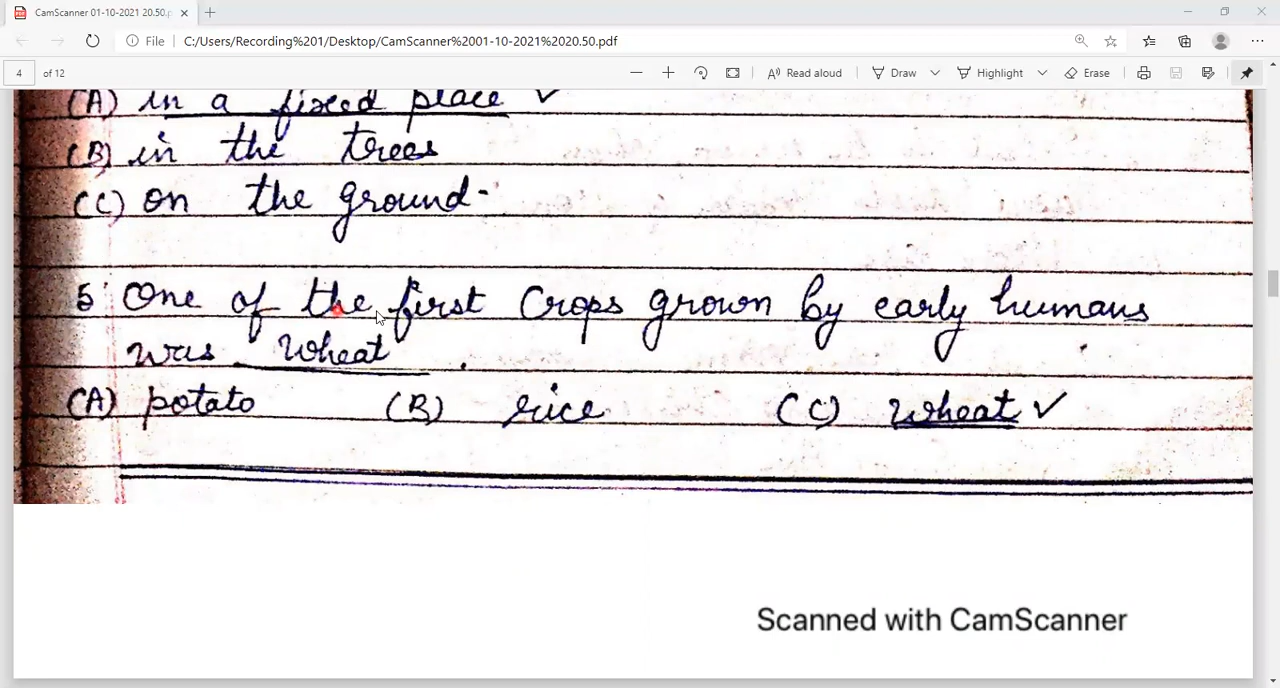 CamScanner 01-10-2021 20.50.p
File C:/Users/Recording%201/Desktop/CamScanner%2001-10-2021%2020.50.pdf
4 of 12 Read aloud Draw Highlight Erase
(A) in a fixed place ✓
(B) in the trees
(C) on the ground-
5 One of the first Crops grown by early humans
was wheat .
(A) potato (B) rice (C) wheat ✓
Scanned with CamScanner